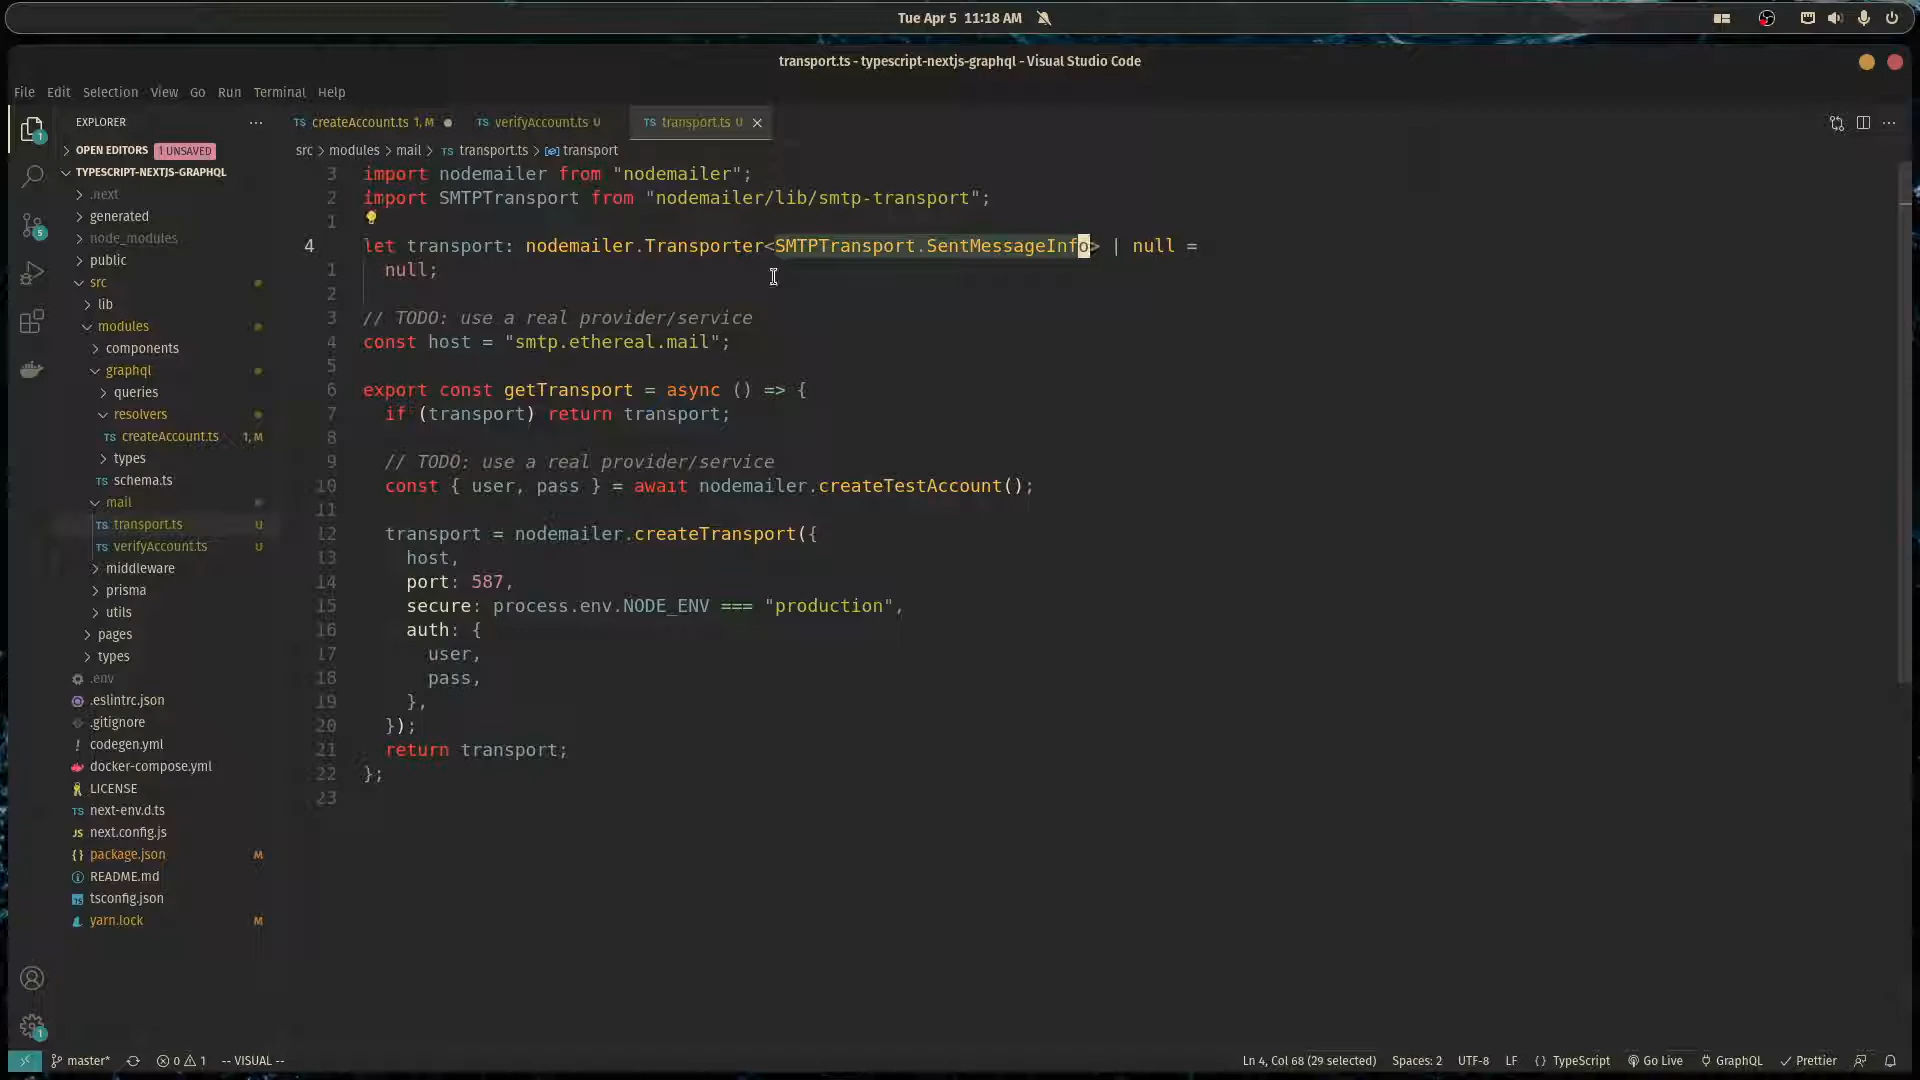 Tue Apr 5 11:18 AM
transport.ts - typescript-nextjs-graphql - Visual Studio Code
File Edit Selection View Go Run Terminal Help
EXPLORER
OPEN EDITORS 1 UNSAVED
TYPESCRIPT-NEXTJS-GRAPHQL
.next
generated
node_modules
public
src
lib
modules
components
graphql
queries
resolvers
TS createAccount.ts 1, M
types
TS schema.ts
mail
TS transport.ts U
TS verifyAccount.ts U
middleware
prisma
utils
pages
types
.env
.eslintrc.json
.gitignore
! codegen.yml
docker-compose.yml
LICENSE
TS next-env.d.ts
JS next.config.js
{} package.json M
README.md
tsconfig.json
yarn.lock M
1
5
1
TS createAccount.ts 1, M TS verifyAccount.ts U TS transport.ts U
src > modules > mail > TS transport.ts > transport
3 import nodemailer from "nodemailer";
2 import SMTPTransport from "nodemailer/lib/smtp-transport";
1
4 let transport: nodemailer.Transporter<SMTPTransport.SentMessageInfo> | null =
1 null;
2
3 // TODO: use a real provider/service
4 const host = "smtp.ethereal.mail";
5
6 export const getTransport = async () => {
7 if (transport) return transport;
8
9 // TODO: use a real provider/service
10 const { user, pass } = await nodemailer.createTestAccount();
11
12 transport = nodemailer.createTransport({
13 host,
14 port: 587,
15 secure: process.env.NODE_ENV === "production",
16 auth: {
17 user,
18 pass,
19 },
20 });
21 return transport;
22 };
23
master* 0 1 -- VISUAL -- Ln 4, Col 68 (29 selected) Spaces: 2 UTF-8 LF {} TypeScript Go Live GraphQL Prettier